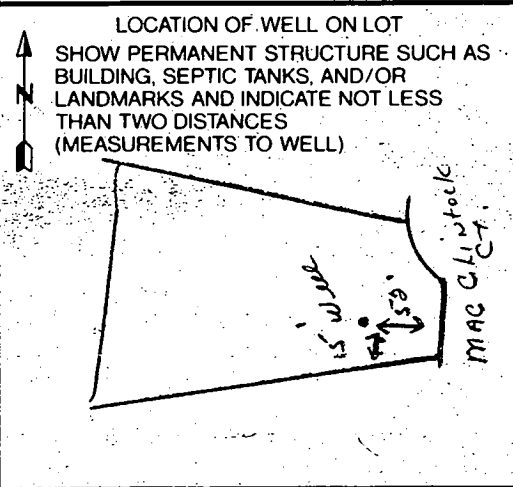 LOCATION OF WELL ON LOT
SHOW PERMANENT STRUCTURE SUCH AS
BUILDING, SEPTIC TANKS, AND/OR
LANDMARKS AND INDICATE NOT LESS
THAN TWO DISTANCES
(MEASUREMENTS TO WELL)
N
15' well
52'
MAC CLINTOCK
CT.